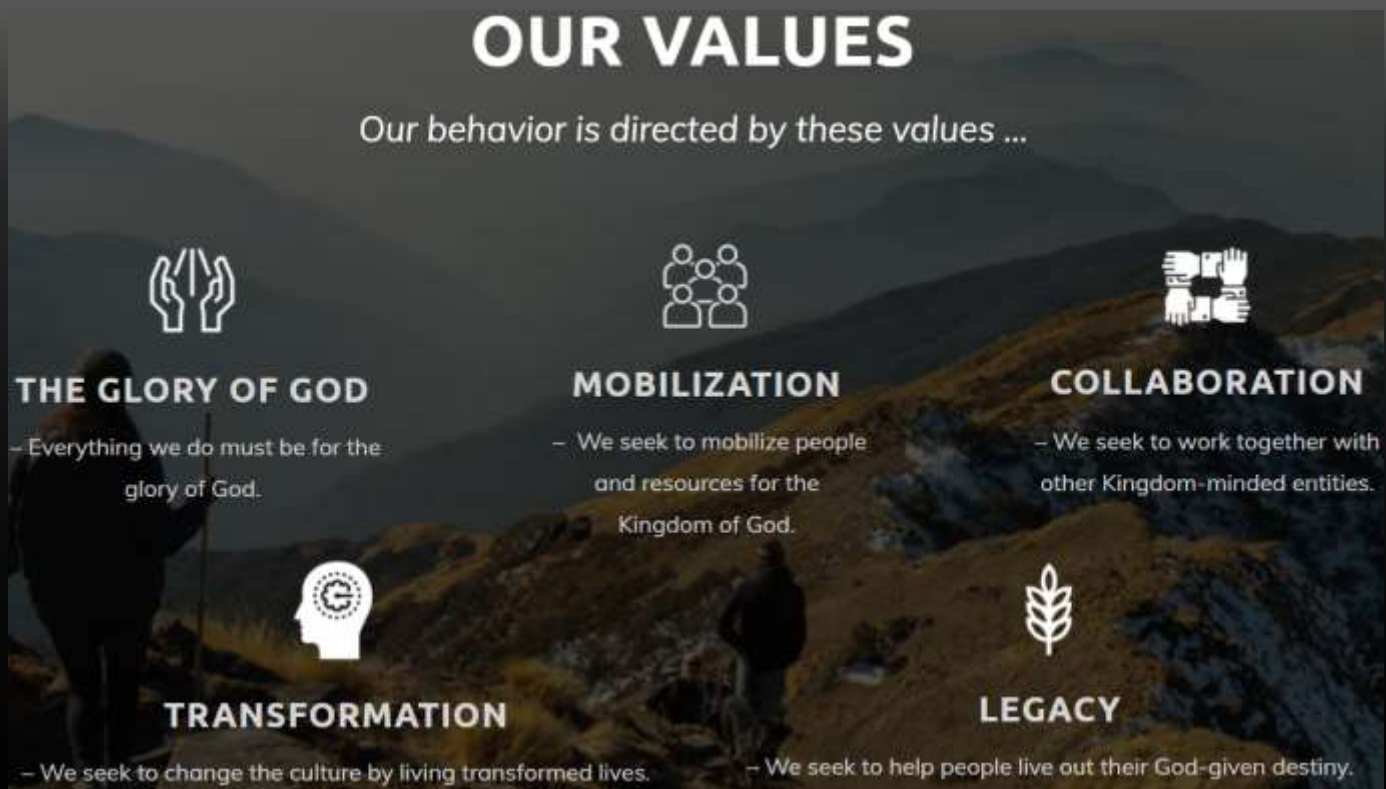 OUR VALUES
Our behavior is directed by these values ...
THE GLORY OF GOD
– Everything we do must be for the
glory of God.
MOBILIZATION
– We seek to mobilize people
and resources for the
Kingdom of God.
COLLABORATION
– We seek to work together with
other Kingdom-minded entities.
TRANSFORMATION
– We seek to change the culture by living transformed lives.
LEGACY
– We seek to help people live out their God-given destiny.